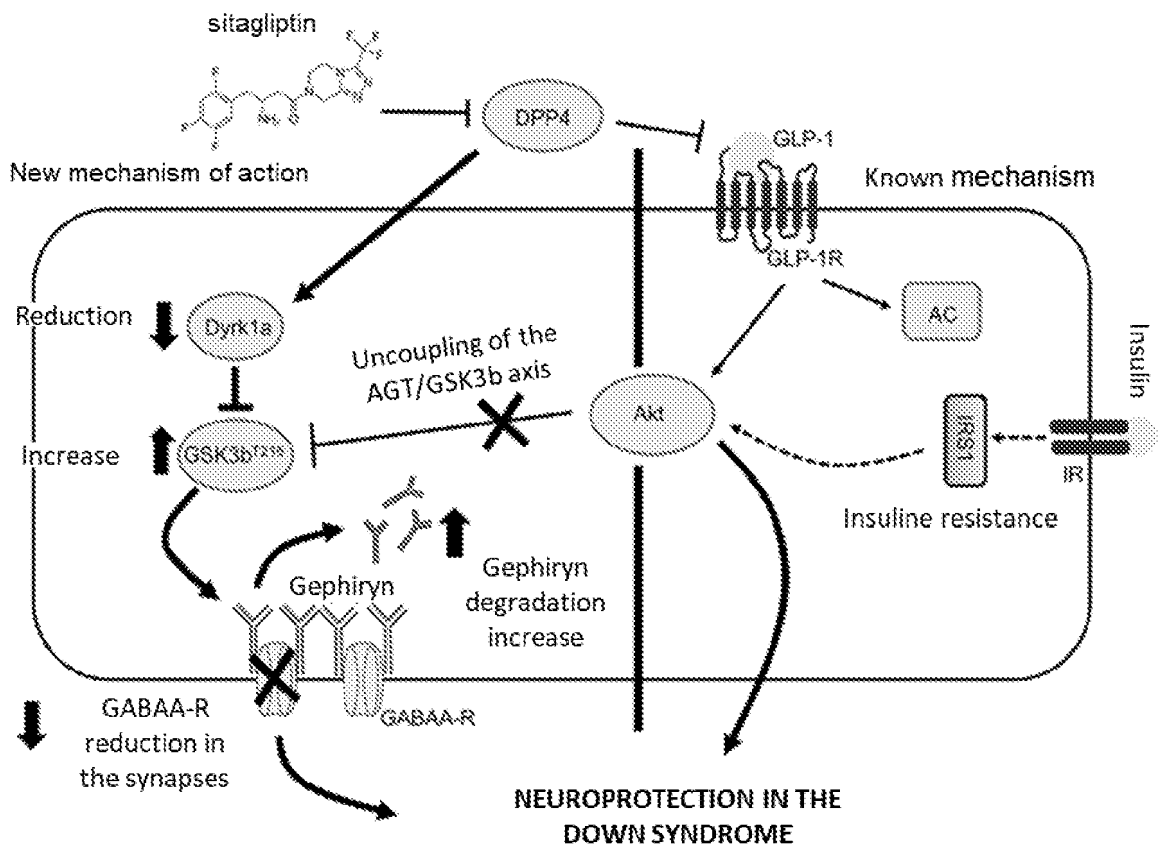 sitagliptin
F
F
F
F
F
F
N
N
N
N
NH₂
O
DPP4
GLP-1
New mechanism of action
Known mechanism
GLP-1R
Reduction
Dyrk1a
AC
Uncoupling of the
AGT/GSK3b axis
Insulin
Akt
IRS1
IR
Increase
Insuline resistance
Gephiryn
Gephiryn
degradation
increase
GABAA-R
reduction in
the synapses
GABAA-R
NEUROPROTECTION IN THE
DOWN SYNDROME